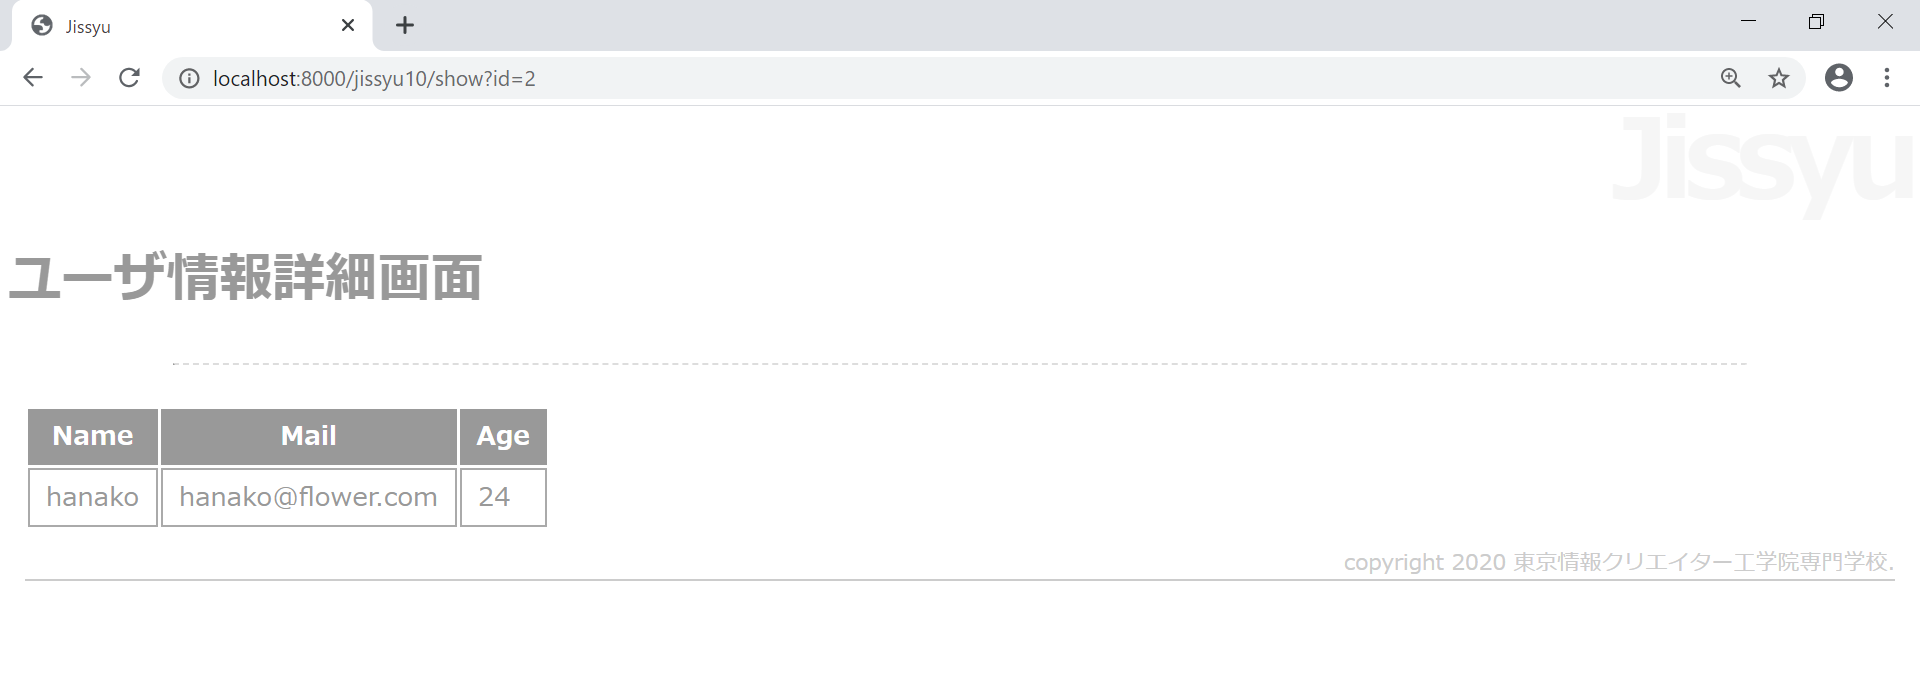 Jissyu
localhost:8000/jissyu10/show?id=2
Jissyu
ユーザ情報詳細画面
Name Mail Age
hanako hanako@flower.com 24
copyright 2020 東京情報クリエイター工学院専門学校.